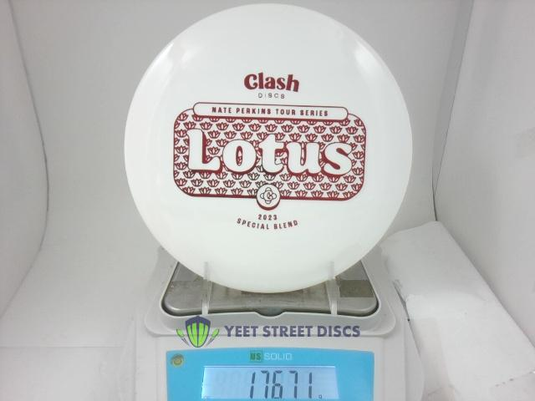 Clash
DISCS
NATE PERKINS TOUR SERIES
Lotus
2023
SPECIAL BLEND
YEET STREET DISCS
US SOLID
176.71 g